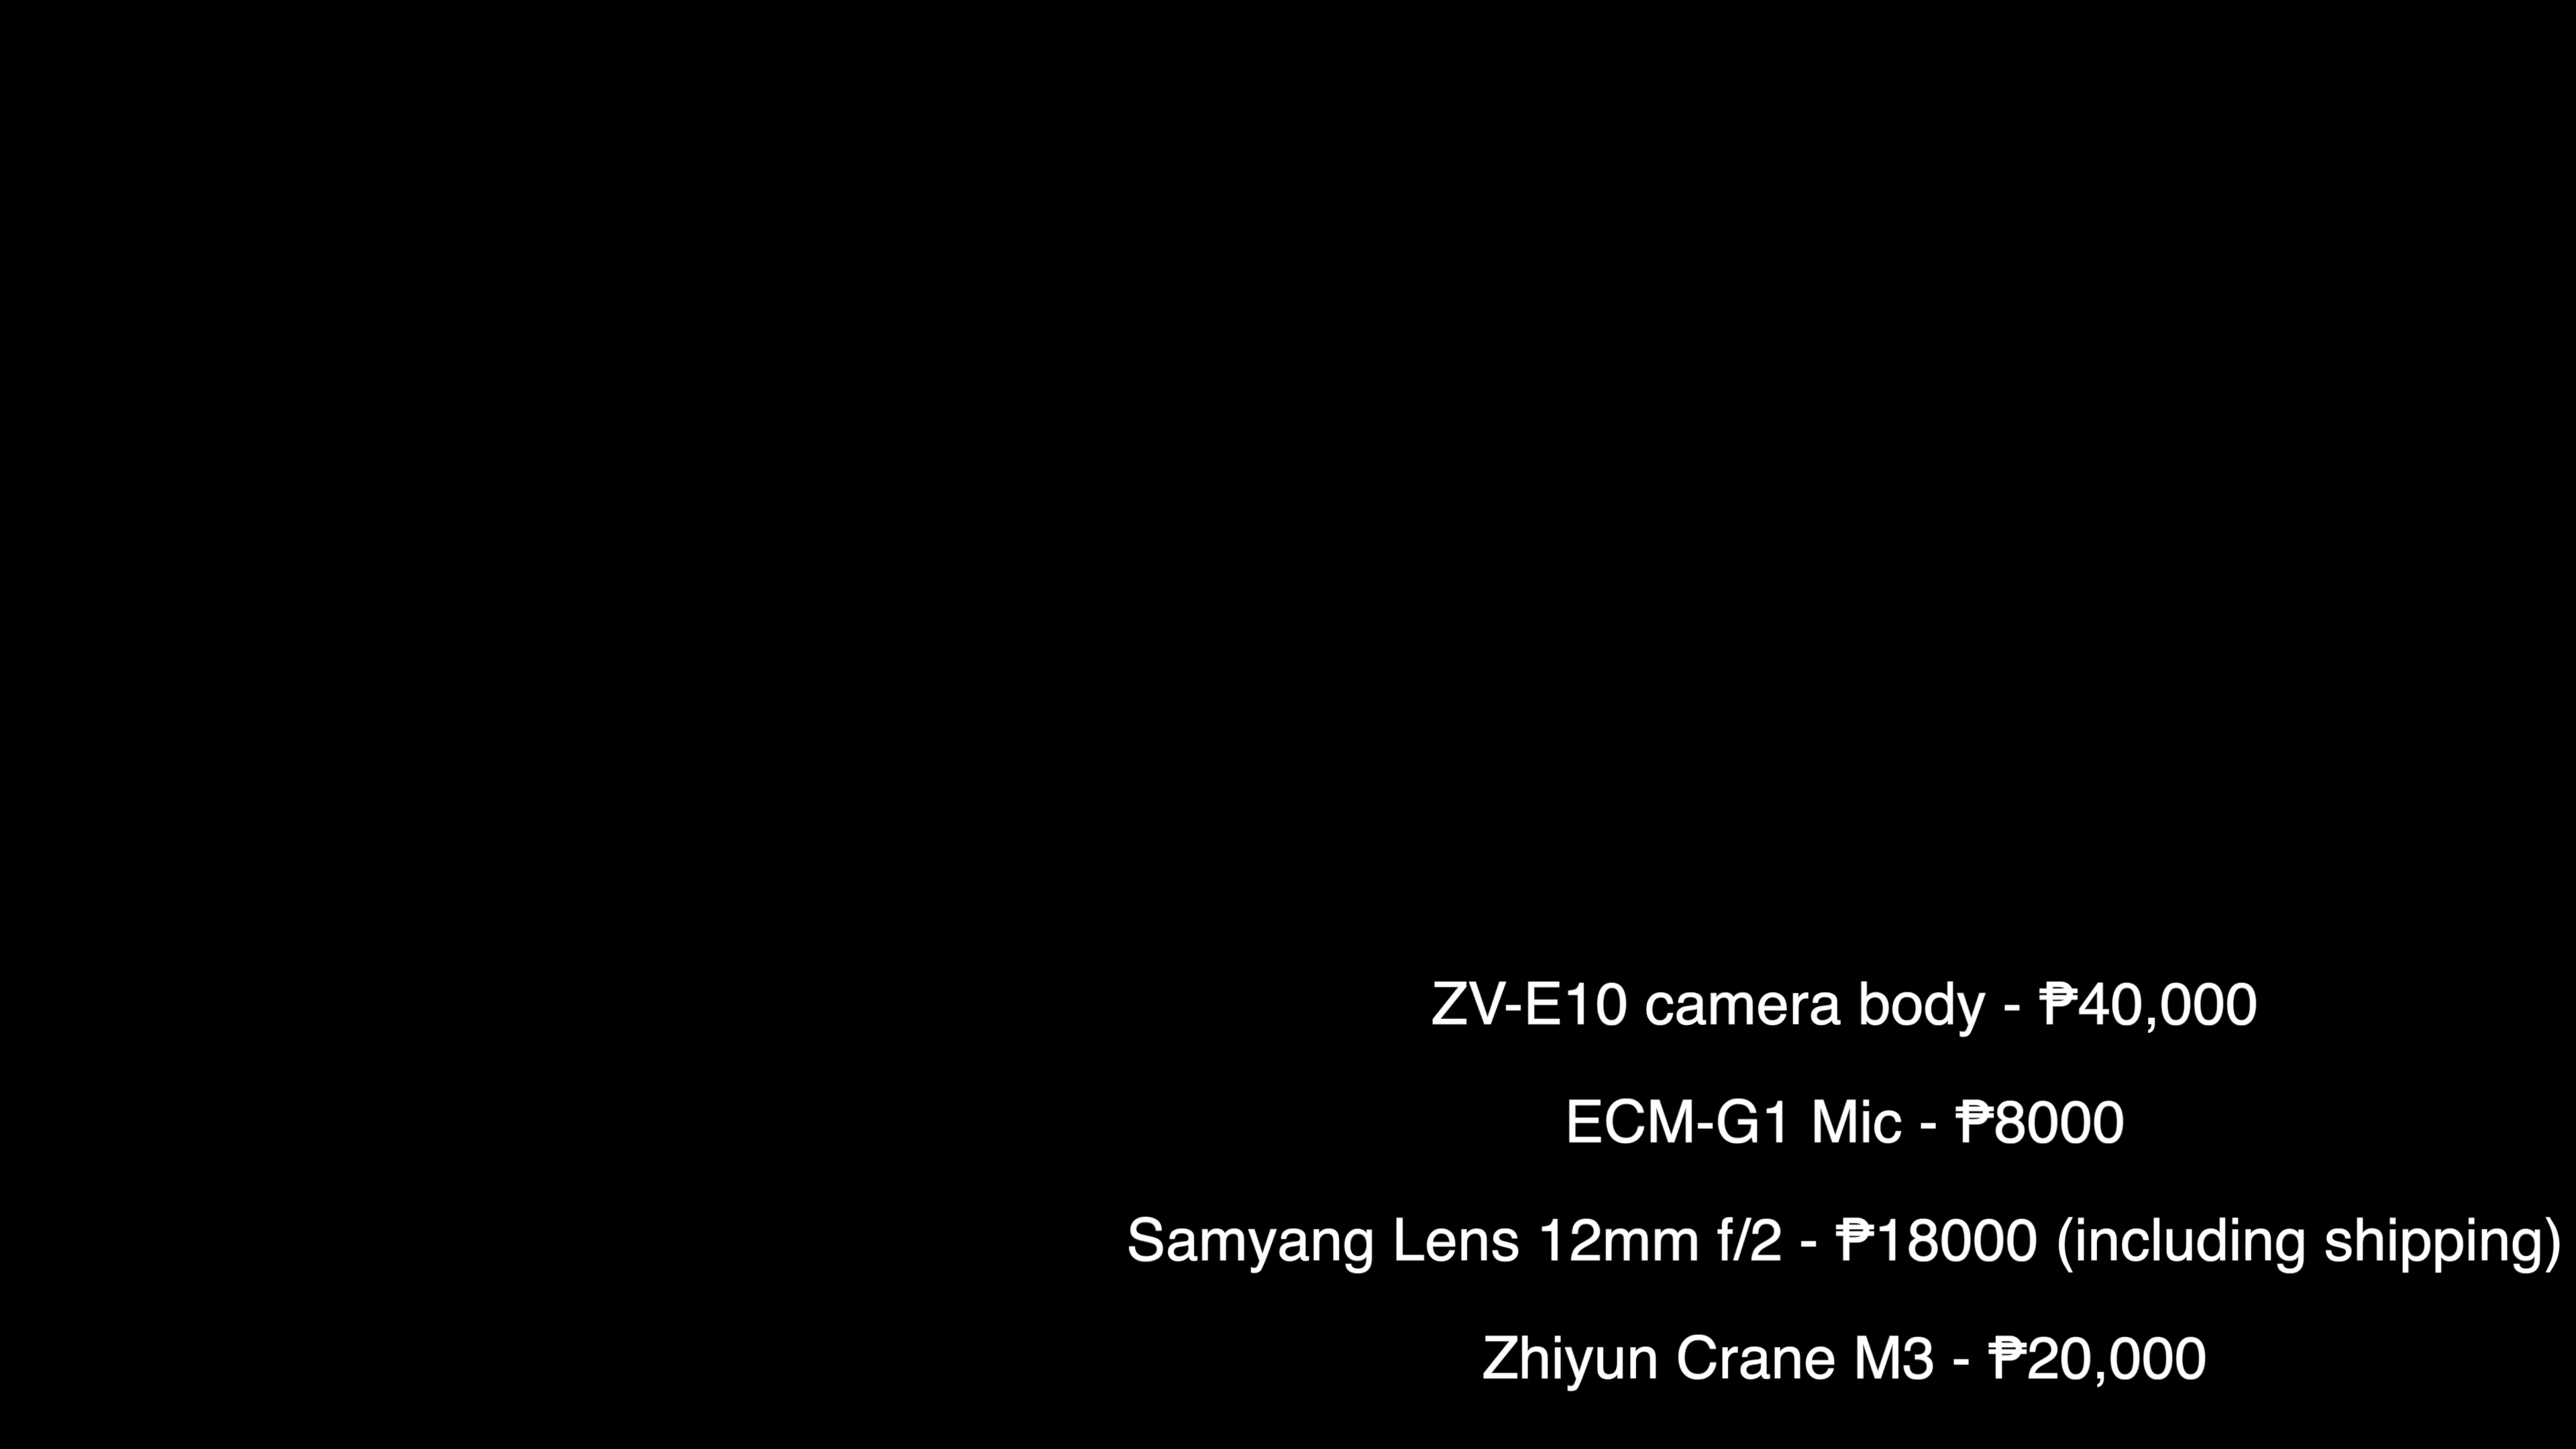 ZV-E10 camera body - ₱40,000
ECM-G1 Mic - ₱8000
Samyang Lens 12mm f/2 - ₱18000 (including shipping)
Zhiyun Crane M3 - ₱20,000